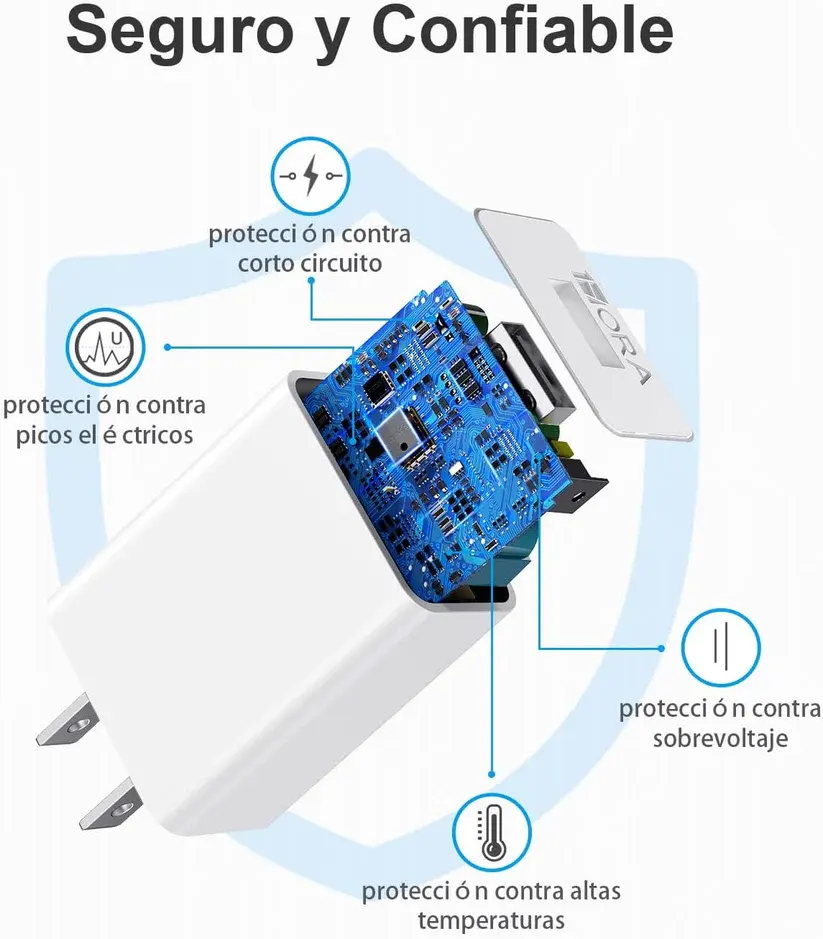 Seguro y Confiable
protecci ó n contra
corto circuito
U
protecci ó n contra
picos el é ctricos
protecci ó n contra
sobrevoltaje
protecci ó n contra altas
temperaturas